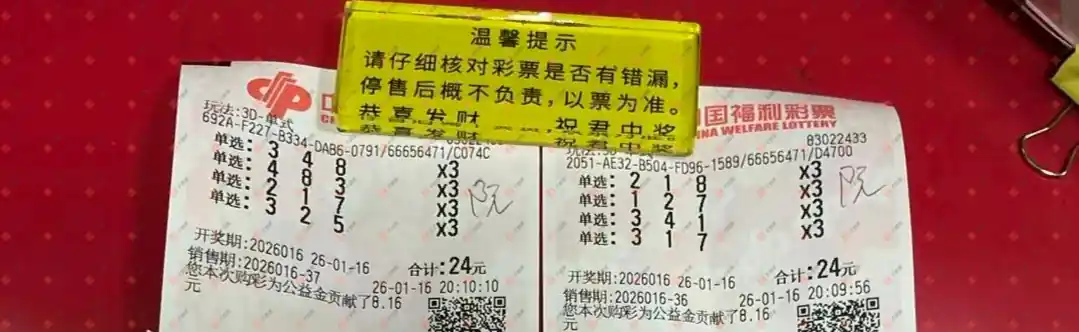 温馨提示
请仔细核对彩票是否有错漏，
停售后概不负责，以票为准。
恭喜发财 祝君中奖
玩法:3D-单式
692A-F227-B334-DAB6-0791/66656471/C074C
单选: 3 4 8 x3
单选: 4 8 3 x3
单选: 2 1 7 x3
单选: 3 2 5 x3
开奖期:2026016 26-01-16 合计:24元
销售期:2026016-37 26-01-16 20:10:10
您本次购彩为公益金贡献了8.16
元
国福利彩票
INA WELFARE LOTTERY
83022433
2051-AE32-B504-FD96-1589/66656471/D4700
单选: 2 1 8 x3
单选: 1 2 7 x3
单选: 3 4 1 x3
单选: 3 1 7 x3
开奖期:2026016 26-01-16 合计:24元
销售期:2026016-36 26-01-16 20:09:56
您本次购彩为公益金贡献了8.16
元